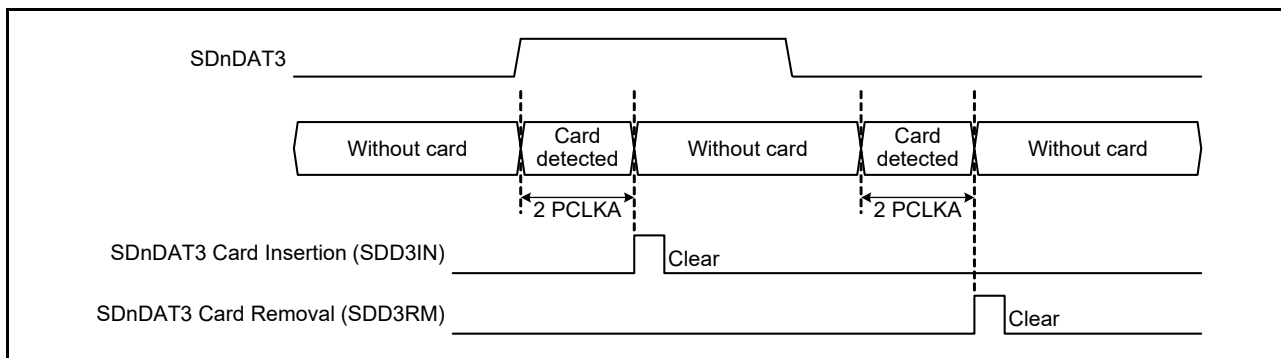 SDnDAT3
Without card
Card
detected
Without card
Card
detected
Without card
2 PCLKA
2 PCLKA
SDnDAT3 Card Insertion (SDD3IN)
Clear
SDnDAT3 Card Removal (SDD3RM)
Clear